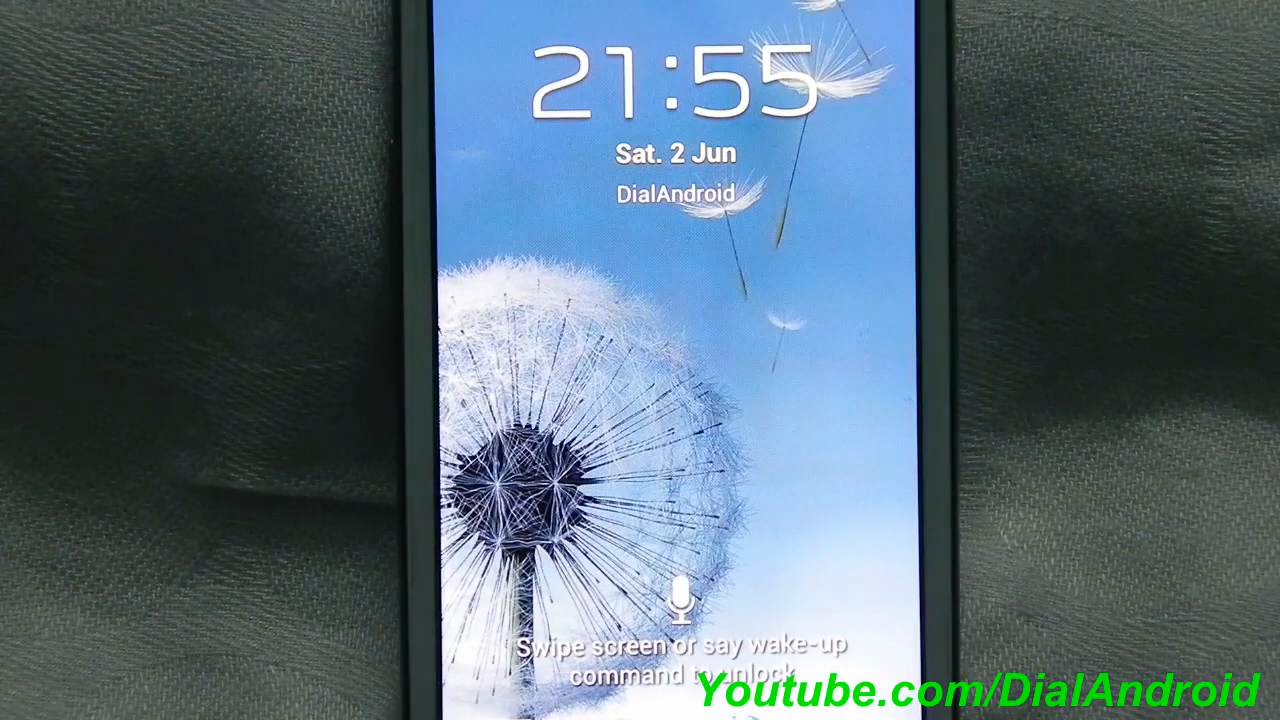 21:55
Sat. 2 Jun
DialAndroid
Swipe screen or say wake-up
command to unlock
Youtube.com/DialAndroid